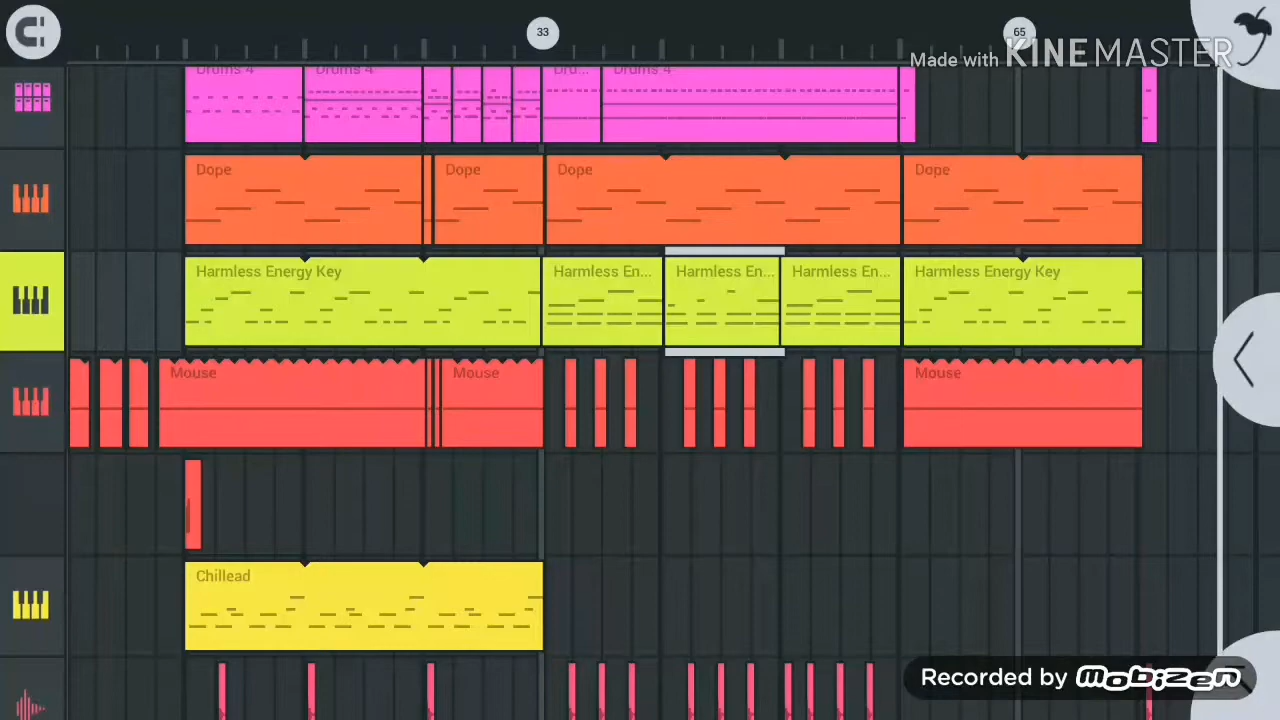 33
65
Made with KINEMASTER
Drums 4
Drums 4
Dru...
Drums 4
Dope
Dope
Dope
Dope
Harmless Energy Key
Harmless En...
Harmless En...
Harmless En...
Harmless Energy Key
Mouse
Mouse
Mouse
Chillead
Recorded by mobizen